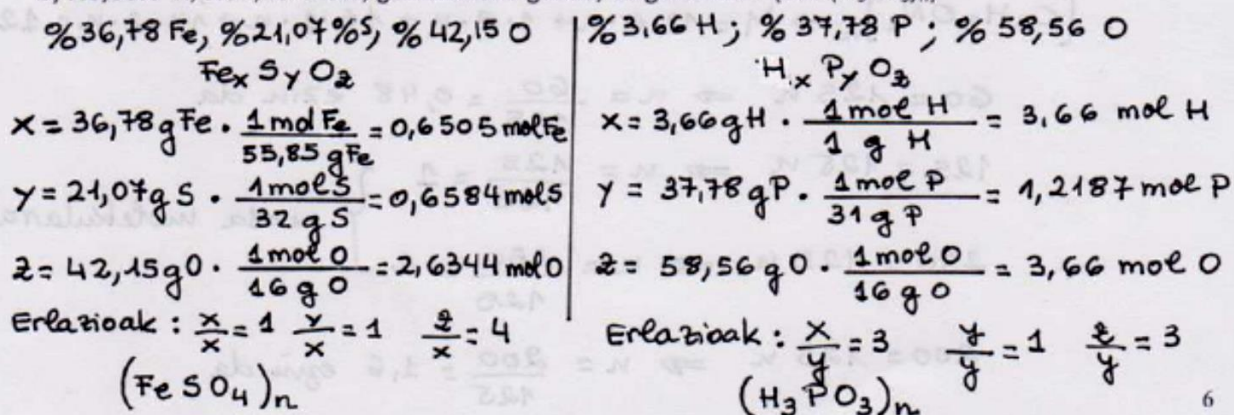 %36,78 Fe, %21,07%S, %42,15 O
Fex Sy Oz
x = 36,78 g Fe · 1 mol Fe / 55,85 g Fe = 0,6505 mol Fe
y = 21,07 g S · 1 mol S / 32 g S = 0,6584 mol S
z = 42,15 g O · 1 mol O / 16 g O = 2,6344 mol O
Erlazioak : x/x = 1 y/x = 1 z/x = 4
(Fe SO4)n
%3,66 H ; %37,78 P ; %58,56 O
Hx Py Oz
x = 3,66 g H · 1 mol H / 1 g H = 3,66 mol H
y = 37,78 g P · 1 mol P / 31 g P = 1,2187 mol P
z = 58,56 g O · 1 mol O / 16 g O = 3,66 mol O
Erlazioak : x/y = 3 y/y = 1 z/y = 3
(H3 PO3)n
6